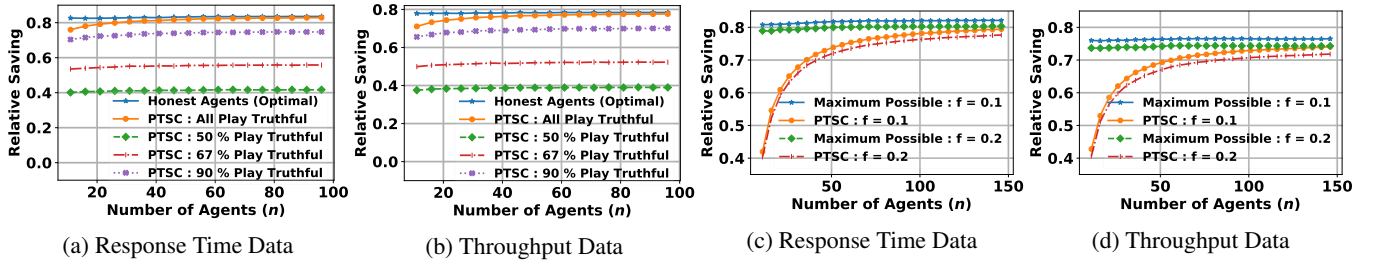 Relative Saving
0.8
0.6
0.4
0.2
0.0
Honest Agents (Optimal)
PTSC : All Play Truthful
PTSC : 50 % Play Truthful
PTSC : 67 % Play Truthful
PTSC : 90 % Play Truthful
20 40 60 80 100
Number of Agents (n)
(a) Response Time Data
Relative Saving
0.8
0.6
0.4
0.2
0.0
Honest Agents (Optimal)
PTSC : All Play Truthful
PTSC : 50 % Play Truthful
PTSC : 67 % Play Truthful
PTSC : 90 % Play Truthful
20 40 60 80 100
Number of Agents (n)
(b) Throughput Data
Relative Saving
0.8
0.7
0.6
0.5
0.4
Maximum Possible : f = 0.1
PTSC : f = 0.1
Maximum Possible : f = 0.2
PTSC : f = 0.2
50 100 150
Number of Agents (n)
(c) Response Time Data
Relative Saving
0.8
0.7
0.6
0.5
0.4
Maximum Possible : f = 0.1
PTSC : f = 0.1
Maximum Possible : f = 0.2
PTSC : f = 0.2
50 100 150
Number of Agents (n)
(d) Throughput Data